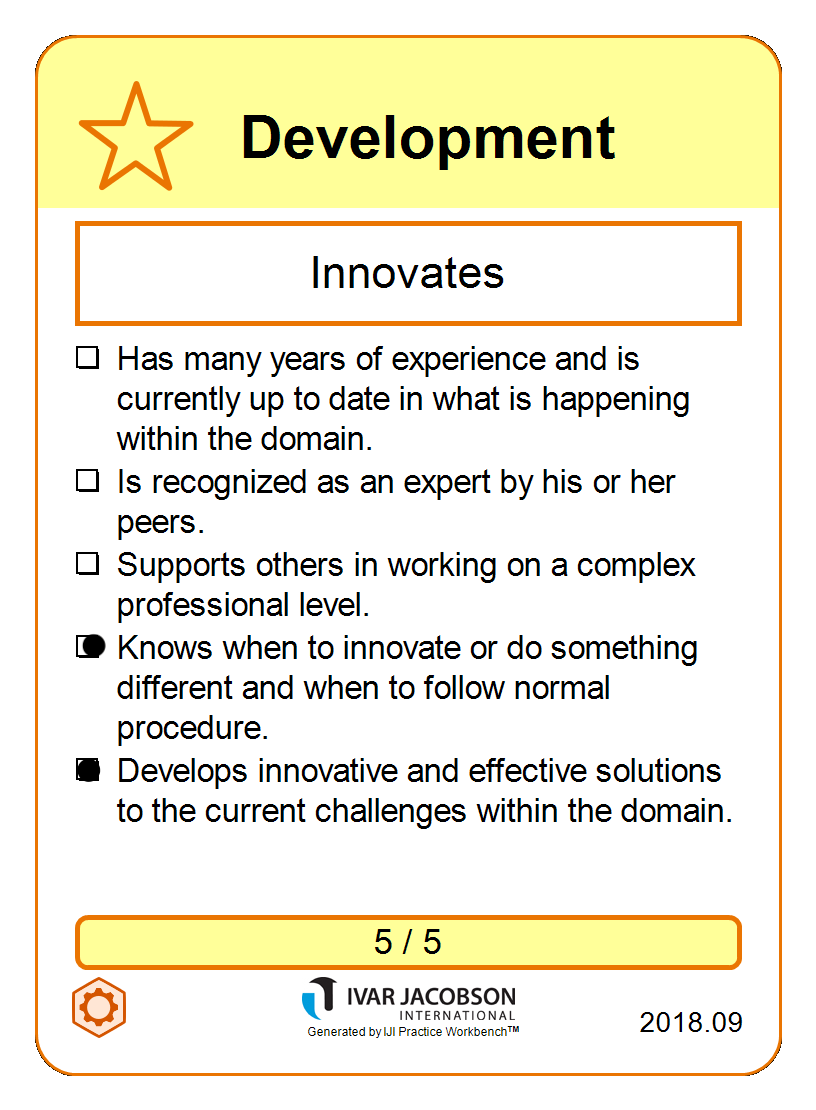 Development
Innovates
Has many years of experience and is
currently up to date in what is happening
within the domain.
Is recognized as an expert by his or her
peers.
Supports others in working on a complex
professional level.
Knows when to innovate or do something
different and when to follow normal
procedure.
Develops innovative and effective solutions
to the current challenges within the domain.
5 / 5
IVAR JACOBSON
INTERNATIONAL
Generated by IJI Practice Workbench™
2018.09